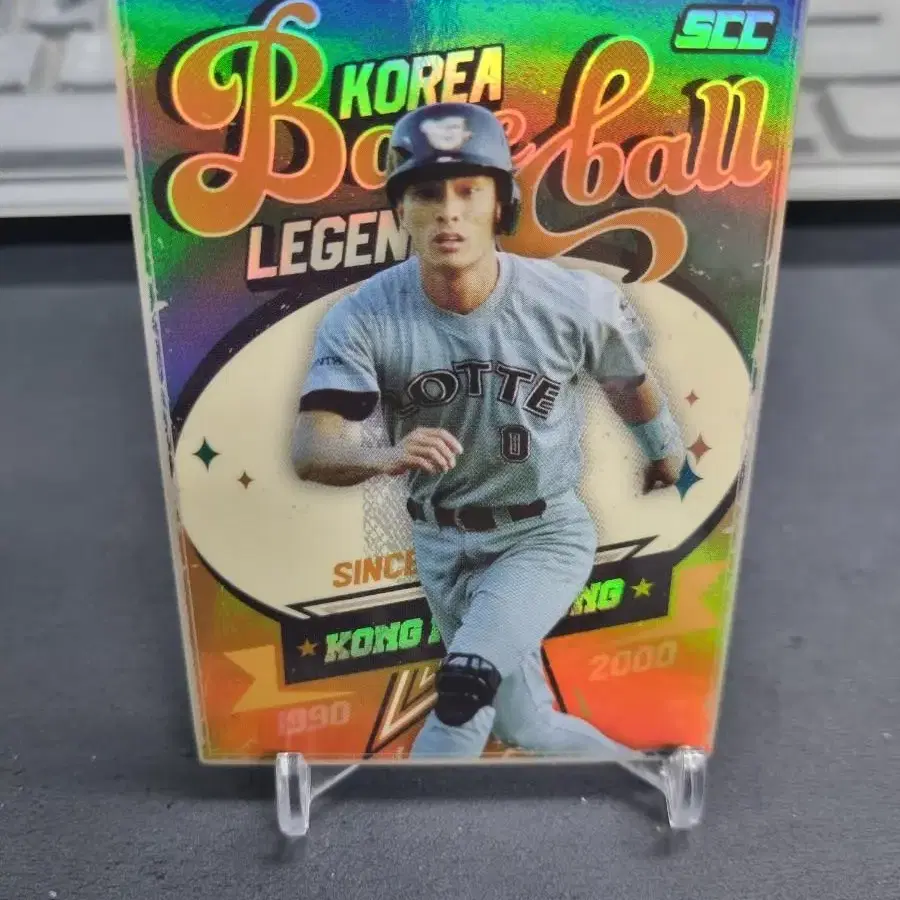 SCC
KOREA
Baseball
LEGEN
LOTTE
0
SINCE
KONG
NG
1990
2000